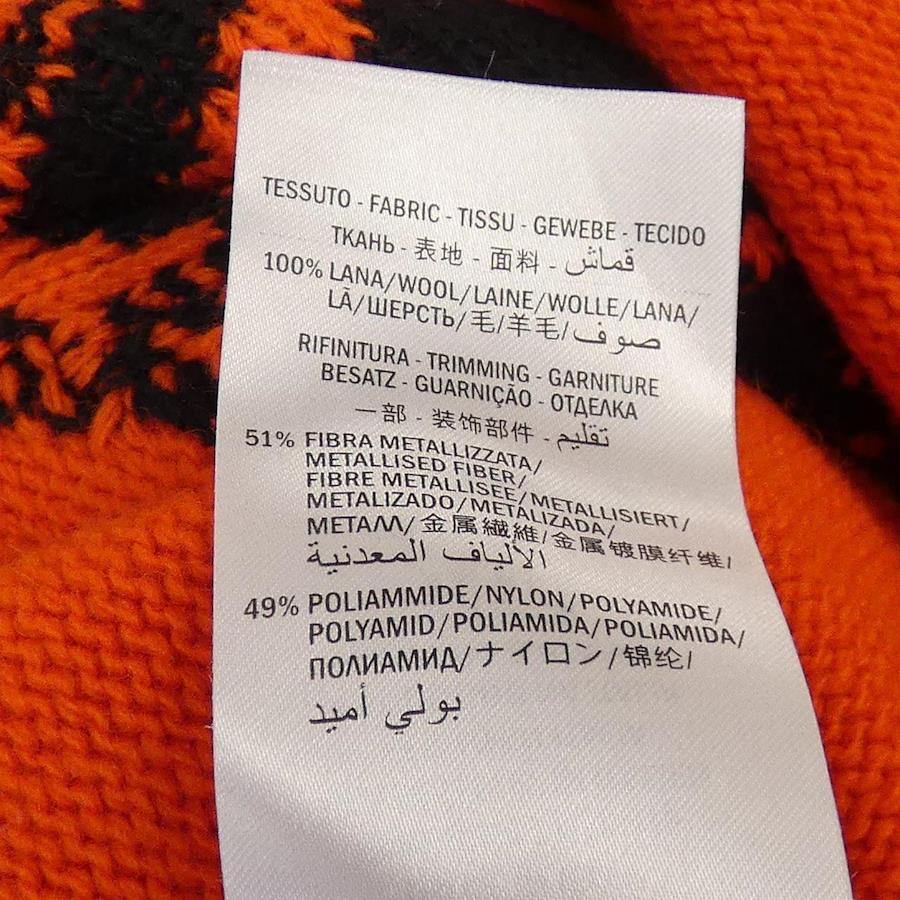 TESSUTO - FABRIC - TISSU - GEWEBE - TECIDO
ТКАНЬ - 表地 - 面料 - قماش
100% LANA/WOOL/LAINE/WOLLE/LANA/
LÃ/ШЕРСТЬ/毛/羊毛/صوف
RIFINITURA - TRIMMING - GARNITURE
BESATZ - GUARNIÇÃO - ОТДЕЛКА
一部 - 装饰部件 - تقليم
51% FIBRA METALLIZZATA/
METALLISED FIBER/
FIBRE METALLISEE/METALLISIERT/
METALIZADO/METALIZADA/
МЕТАЛЛ/金属繊維/金属镀膜纤维/
الألياف المعدنية
49% POLIAMMIDE/NYLON/POLYAMIDE/
POLYAMID/POLIAMIDA/POLIAMIDA/
ПОЛИАМИД/ナイロン/锦纶/
بولي أميد